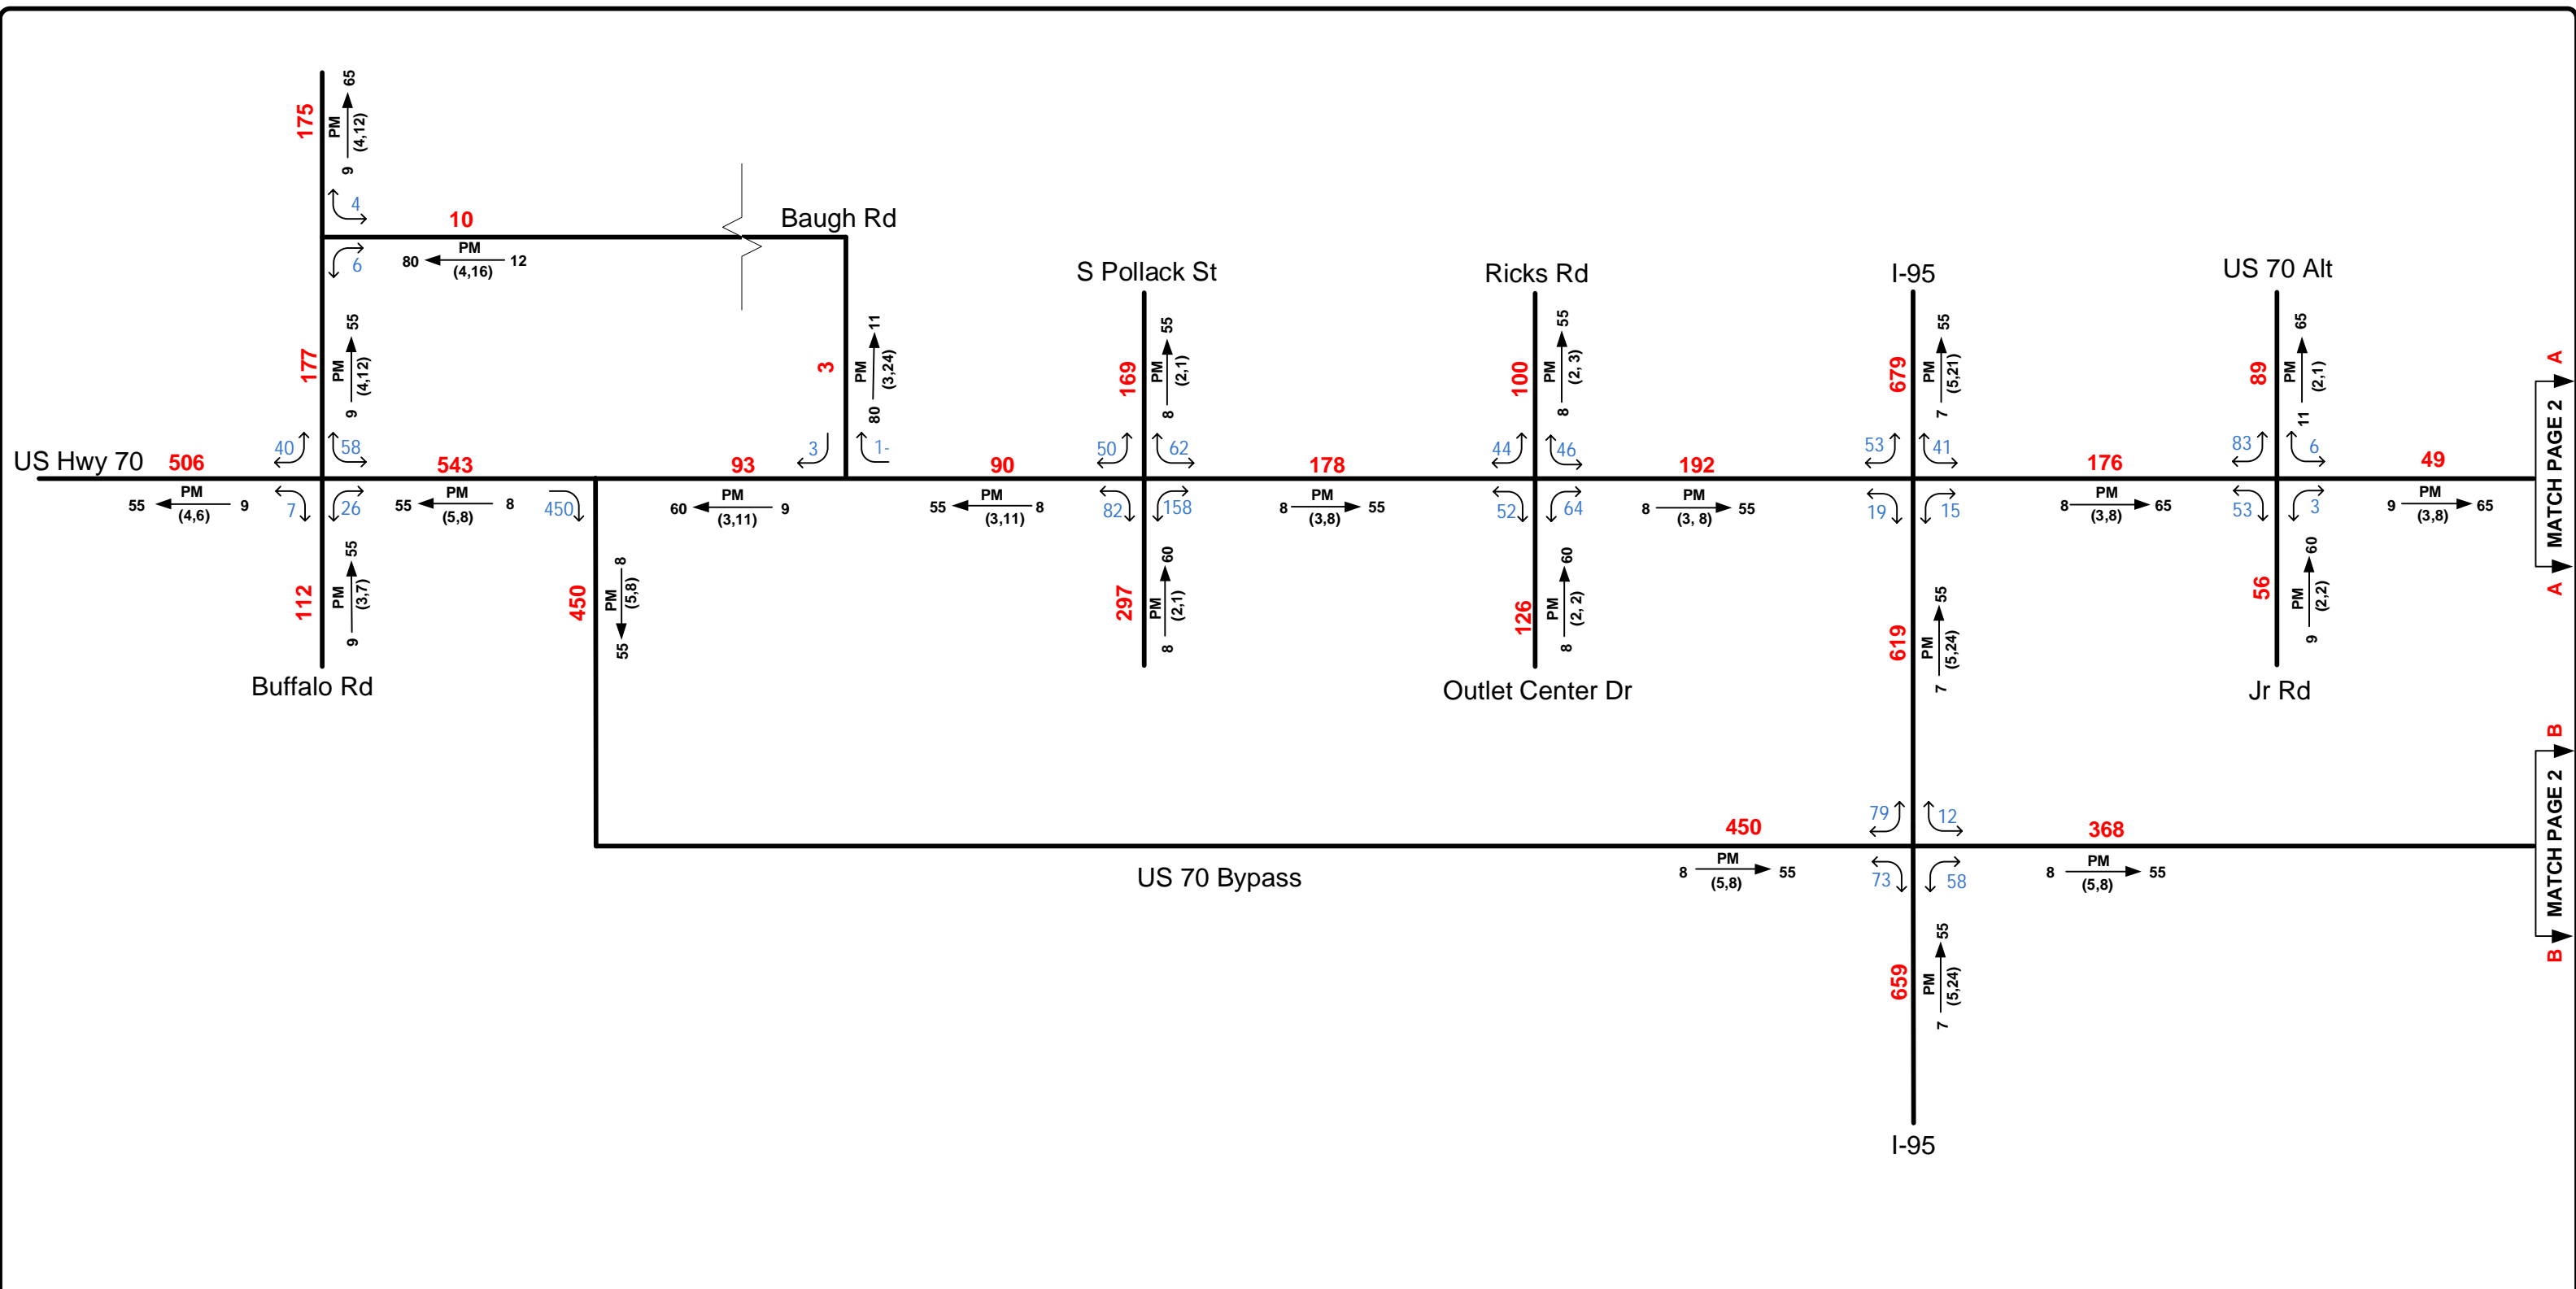 175
PM
9 65
(4,12)
4
10
Baugh Rd
6
PM
80 12
(4,16)
177
PM
9 55
(4,12)
3
PM
80 11
(3,24)
S Pollack St
169
PM
8 55
(2,1)
Ricks Rd
100
PM
8 55
(2, 3)
I-95
679
PM
7 55
(5,21)
US 70 Alt
89
PM
11 65
(2,1)
A
MATCH PAGE 2
A
US Hwy 70
506
40
58
543
93
3
1-
90
50
62
178
44
46
192
53
41
176
83
6
49
PM
55 9
(4,6)
7
26
PM
55 8
(5,8)
450
PM
60 9
(3,11)
PM
55 8
(3,11)
82
158
PM
8 55
(3,8)
52
64
PM
8 55
(3, 8)
19
15
PM
8 65
(3,8)
53
3
PM
9 65
(3,8)
112
PM
9 55
(3,7)
Buffalo Rd
450
PM
8 55
(5,8)
297
PM
8 60
(2,1)
126
PM
8 60
(2, 2)
Outlet Center Dr
619
PM
7 55
(5,24)
56
PM
9 60
(2,2)
Jr Rd
B
MATCH PAGE 2
B
US 70 Bypass
450
PM
8 55
(5,8)
79
12
73
58
368
PM
8 55
(5,8)
659
PM
7 55
(5,24)
I-95